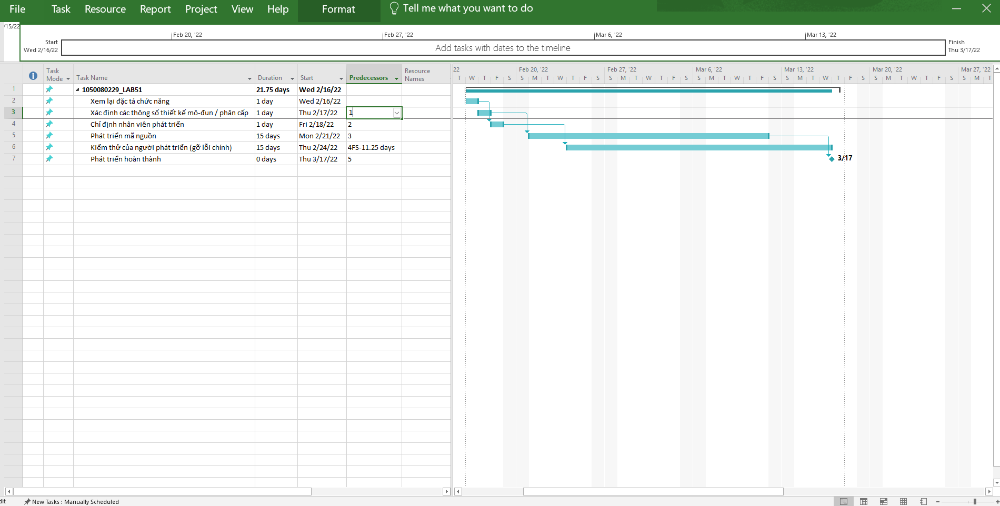 File Task Resource Report Project View Help Format Tell me what you want to do
/15/22
Feb 20, '22 Feb 27, '22 Mar 6, '22 Mar 13, '22
Start
Wed 2/16/22
Add tasks with dates to the timeline
Finish
Thu 3/17/22
Task Mode Task Name Duration Start Predecessors Resource Names
22 Feb 20, '22 Feb 27, '22 Mar 6, '22 Mar 13, '22 Mar 20, '22 Mar 27, '22
T W T F S S M T W T F S S M T W T F S S M T W T F S S M T W T F S S M T W T F S S M T
1 1050080229_LAB51 21.75 days Wed 2/16/22
2 Xem lại đặc tả chức năng 1 day Wed 2/16/22
3 Xác định các thông số thiết kế mô-đun / phân cấp 1 day Thu 2/17/22 1
4 Chỉ định nhân viên phát triển 1 day Fri 2/18/22 2
5 Phát triển mã nguồn 15 days Mon 2/21/22 3
6 Kiểm thử của người phát triển (gỡ lỗi chính) 15 days Thu 2/24/22 4FS-11.25 days
7 Phát triển hoàn thành 0 days Thu 3/17/22 5
3/17
dit New Tasks : Manually Scheduled